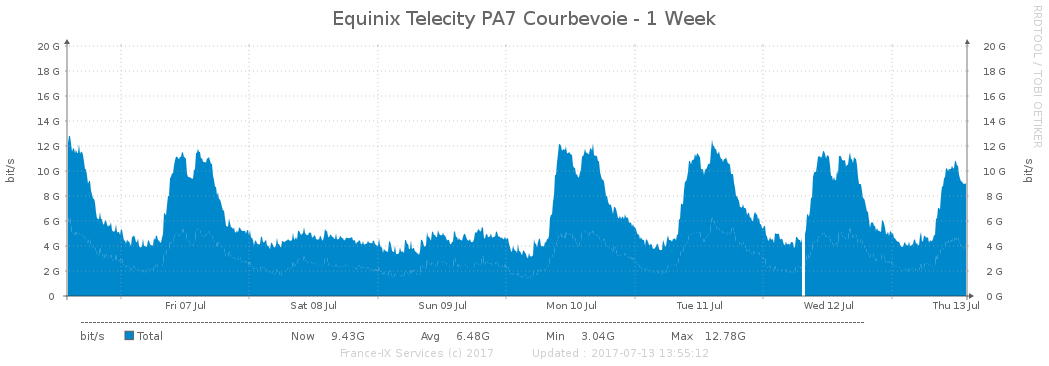 Equinix Telecity PA7 Courbevoie - 1 Week
RRDTOOL / TOBI OETIKER
bit/s
bit/s
20 G 20 G
18 G 18 G
16 G 16 G
14 G 14 G
12 G 12 G
10 G 10 G
8 G 8 G
6 G 6 G
4 G 4 G
2 G 2 G
0 0 G
Fri 07 Jul Sat 08 Jul Sun 09 Jul Mon 10 Jul Tue 11 Jul Wed 12 Jul Thu 13 Jul
bit/s Total Now 9.43G Avg 6.48G Min 3.04G Max 12.78G
France-IX Services (c) 2017 Updated : 2017-07-13 13:55:12